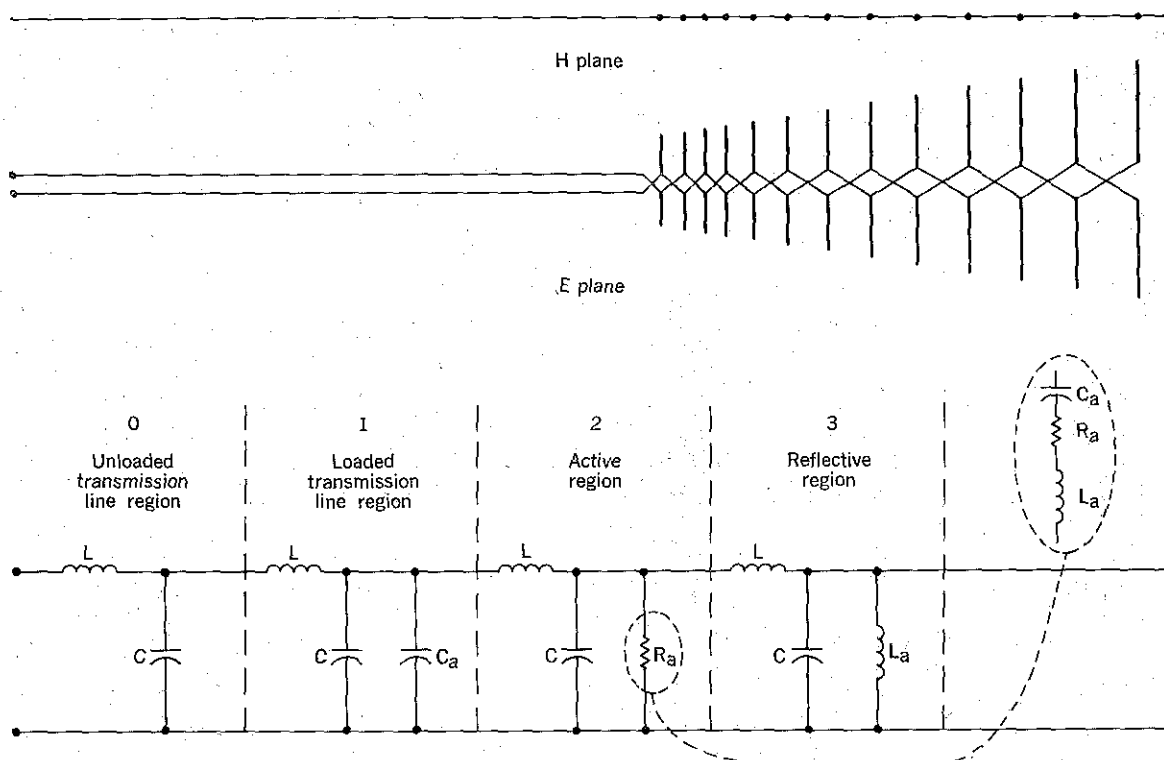 H plane
E plane
0
Unloaded
transmission
line region
1
Loaded
transmission
line region
2
Active
region
3
Reflective
region
Ca
Ra
La
L
L
L
L
C
C
Ca
C
Ra
C
La